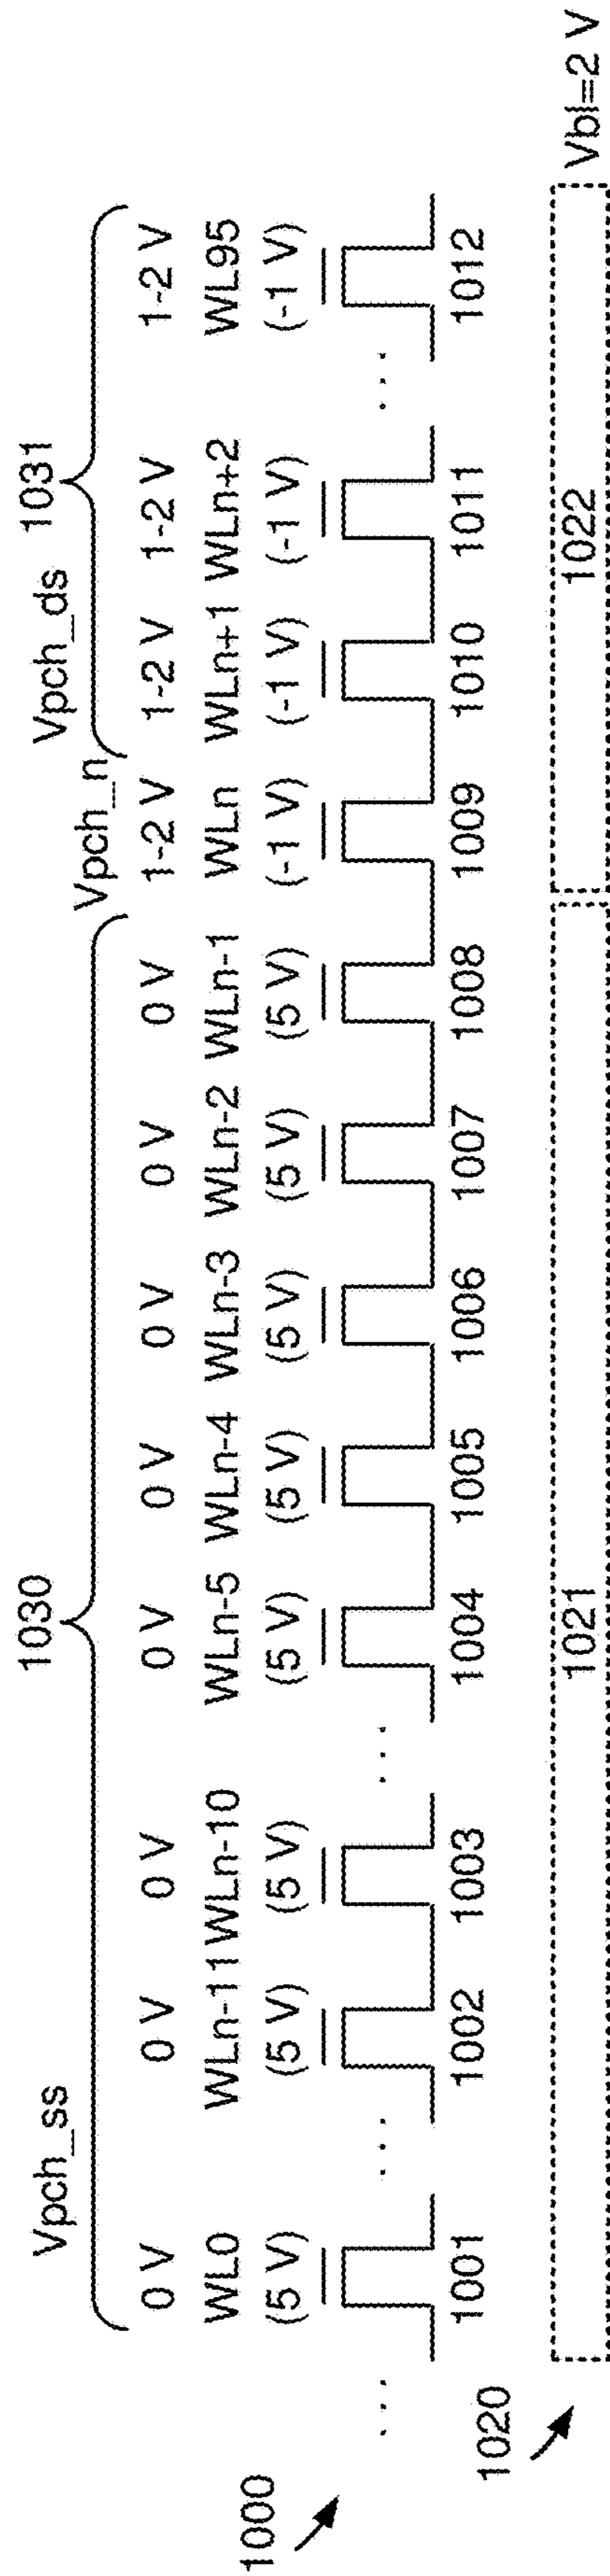 1030 1031
Vpch_ss Vpch_n Vpch_ds
0 V 0 V 0 V 0 V 0 V 0 V 0 V 0 V 1-2 V 1-2 V 1-2 V 1-2 V
WL0 WLn-11 WLn-10 WLn-5 WLn-4 WLn-3 WLn-2 WLn-1 WLn WLn+1 WLn+2 WL95
(5 V) (5 V) (5 V) (5 V) (5 V) (5 V) (5 V) (5 V) (-1 V) (-1 V) (-1 V) (-1 V)
1000 ... ... ... ...
1001 1002 1003 1004 1005 1006 1007 1008 1009 1010 1011 1012
1020
1021 1022 Vbl=2 V